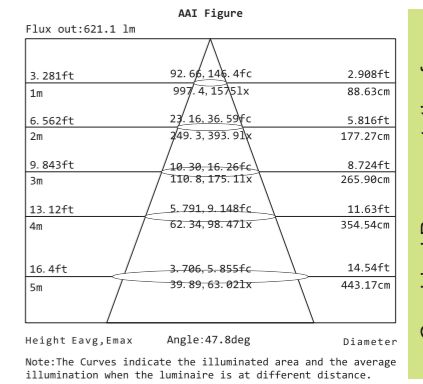 AAI Figure
Flux out:621.1 lm
3.281ft 92.66,146.4fc 2.908ft
1m 997.4,1575lx 88.63cm
6.562ft 23.16,36.59fc 5.816ft
2m 249.3,393.9lx 177.27cm
9.843ft 10.30,16.26fc 8.724ft
3m 110.8,175.1lx 265.90cm
13.12ft 5.791,9.148fc 11.63ft
4m 62.34,98.47lx 354.54cm
16.4ft 3.706,5.855fc 14.54ft
5m 39.89,63.02lx 443.17cm
Height Eavg,Emax Angle:47.8deg Diameter
Note:The Curves indicate the illuminated area and the average
illumination when the luminaire is at different distance.